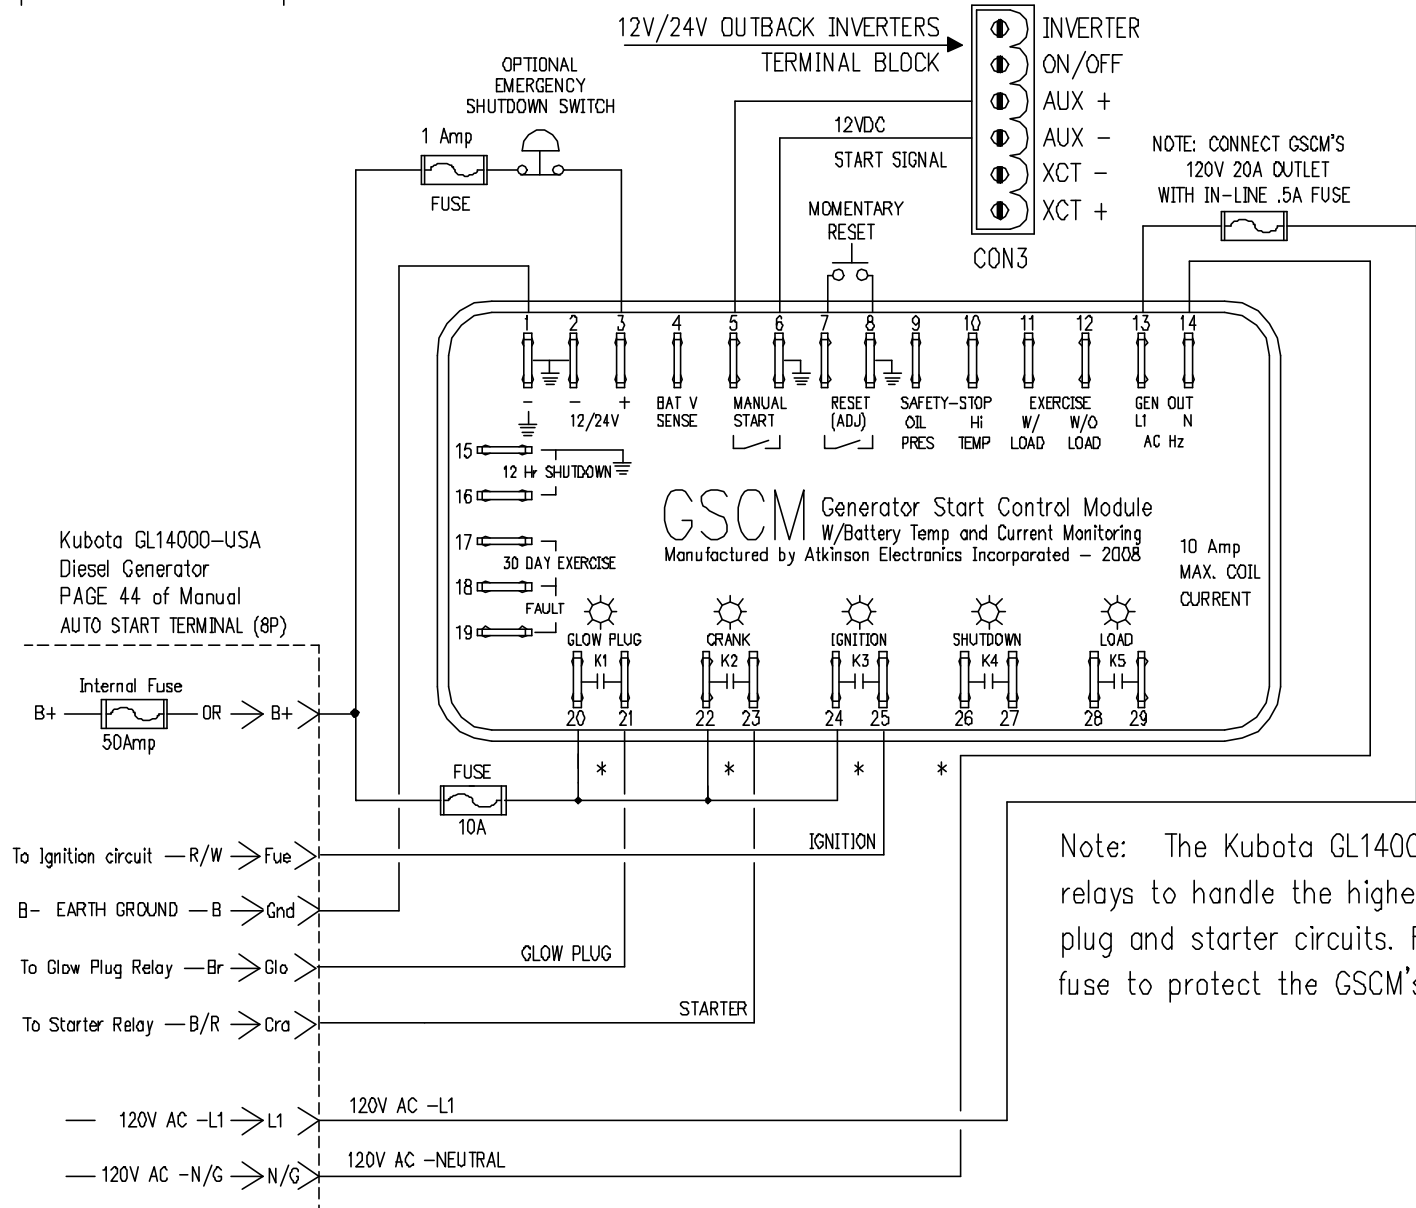 12V/24V OUTBACK INVERTERS
TERMINAL BLOCK
INVERTER
ON/OFF
AUX +
AUX -
XCT -
XCT +
CON3
OPTIONAL
EMERGENCY
SHUTDOWN SWITCH
1 Amp
FUSE
12VDC
START SIGNAL
MOMENTARY
RESET
NOTE: CONNECT GSCM'S
120V 20A OUTLET
WITH IN-LINE .5A FUSE
1 2 3 4 5 6 7 8 9 10 11 12 13 14
- - +
12/24V
BAT V
SENSE
MANUAL
START
RESET
(ADJ)
SAFETY-STOP
OIL Hi
PRES TEMP
EXERCISE
W/ W/O
LOAD LOAD
GEN OUT
L1 N
AC Hz
15
12 Hr SHUTDOWN
16
17
30 DAY EXERCISE
18
FAULT
19
GSCM Generator Start Control Module
W/Battery Temp and Current Monitoring
Manufactured by Atkinson Electronics Incorporated - 2008
10 Amp
MAX. COIL
CURRENT
GLOW PLUG CRANK IGNITION SHUTDOWN LOAD
K1 K2 K3 K4 K5
20 21 22 23 24 25 26 27 28 29
* * * *
Kubota GL14000-USA
Diesel Generator
PAGE 44 of Manual
AUTO START TERMINAL (8P)
Internal Fuse
B+ OR B+
50Amp
FUSE
10A
To Ignition circuit - R/W Fue
IGNITION
B- EARTH GROUND - B Gnd
To Glow Plug Relay - Br Glo
GLOW PLUG
To Starter Relay - B/R Cra
STARTER
120V AC -L1 L1
120V AC -L1
120V AC -N/G N/G
120V AC -NEUTRAL
Note: The Kubota GL1400
relays to handle the highe
plug and starter circuits.
fuse to protect the GSCM's